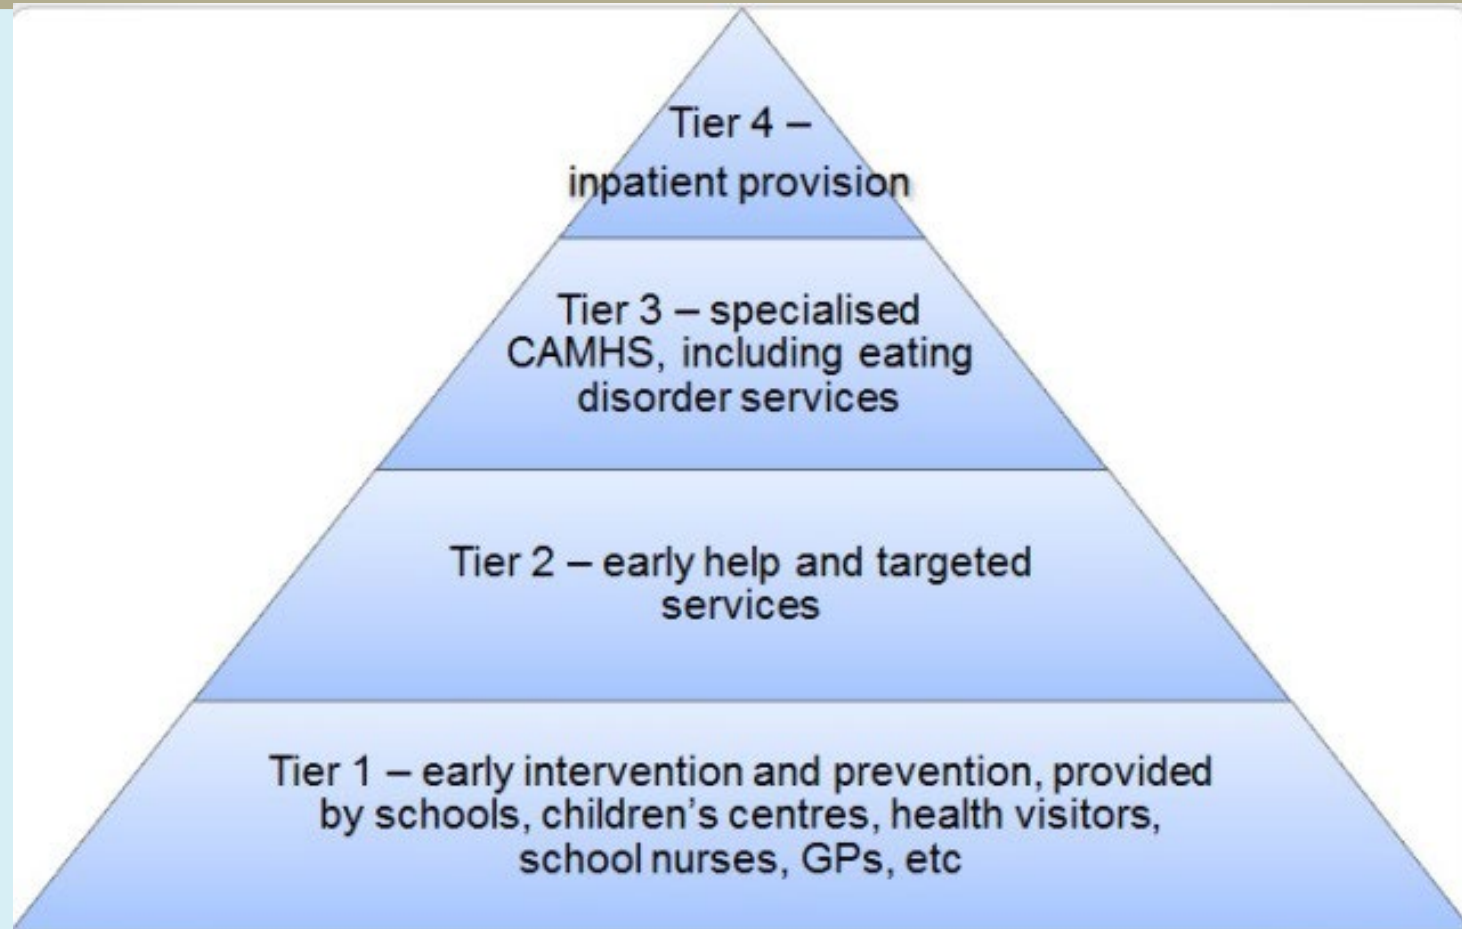 Tier 4 –
inpatient provision
Tier 3 – specialised
CAMHS, including eating
disorder services
Tier 2 – early help and targeted
services
Tier 1 – early intervention and prevention, provided
by schools, children’s centres, health visitors,
school nurses, GPs, etc